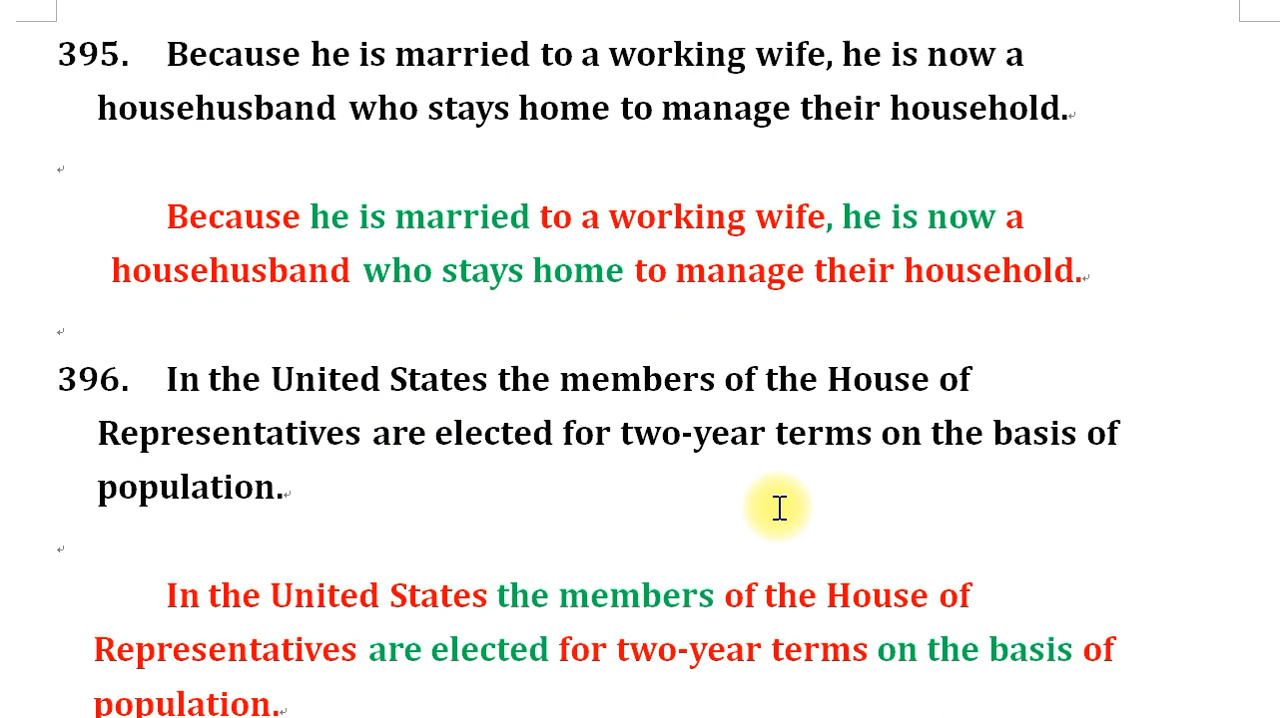 395. Because he is married to a working wife, he is now a
househusband who stays home to manage their household.
Because he is married to a working wife, he is now a
househusband who stays home to manage their household.
396. In the United States the members of the House of
Representatives are elected for two-year terms on the basis of
population.
In the United States the members of the House of
Representatives are elected for two-year terms on the basis of
population.